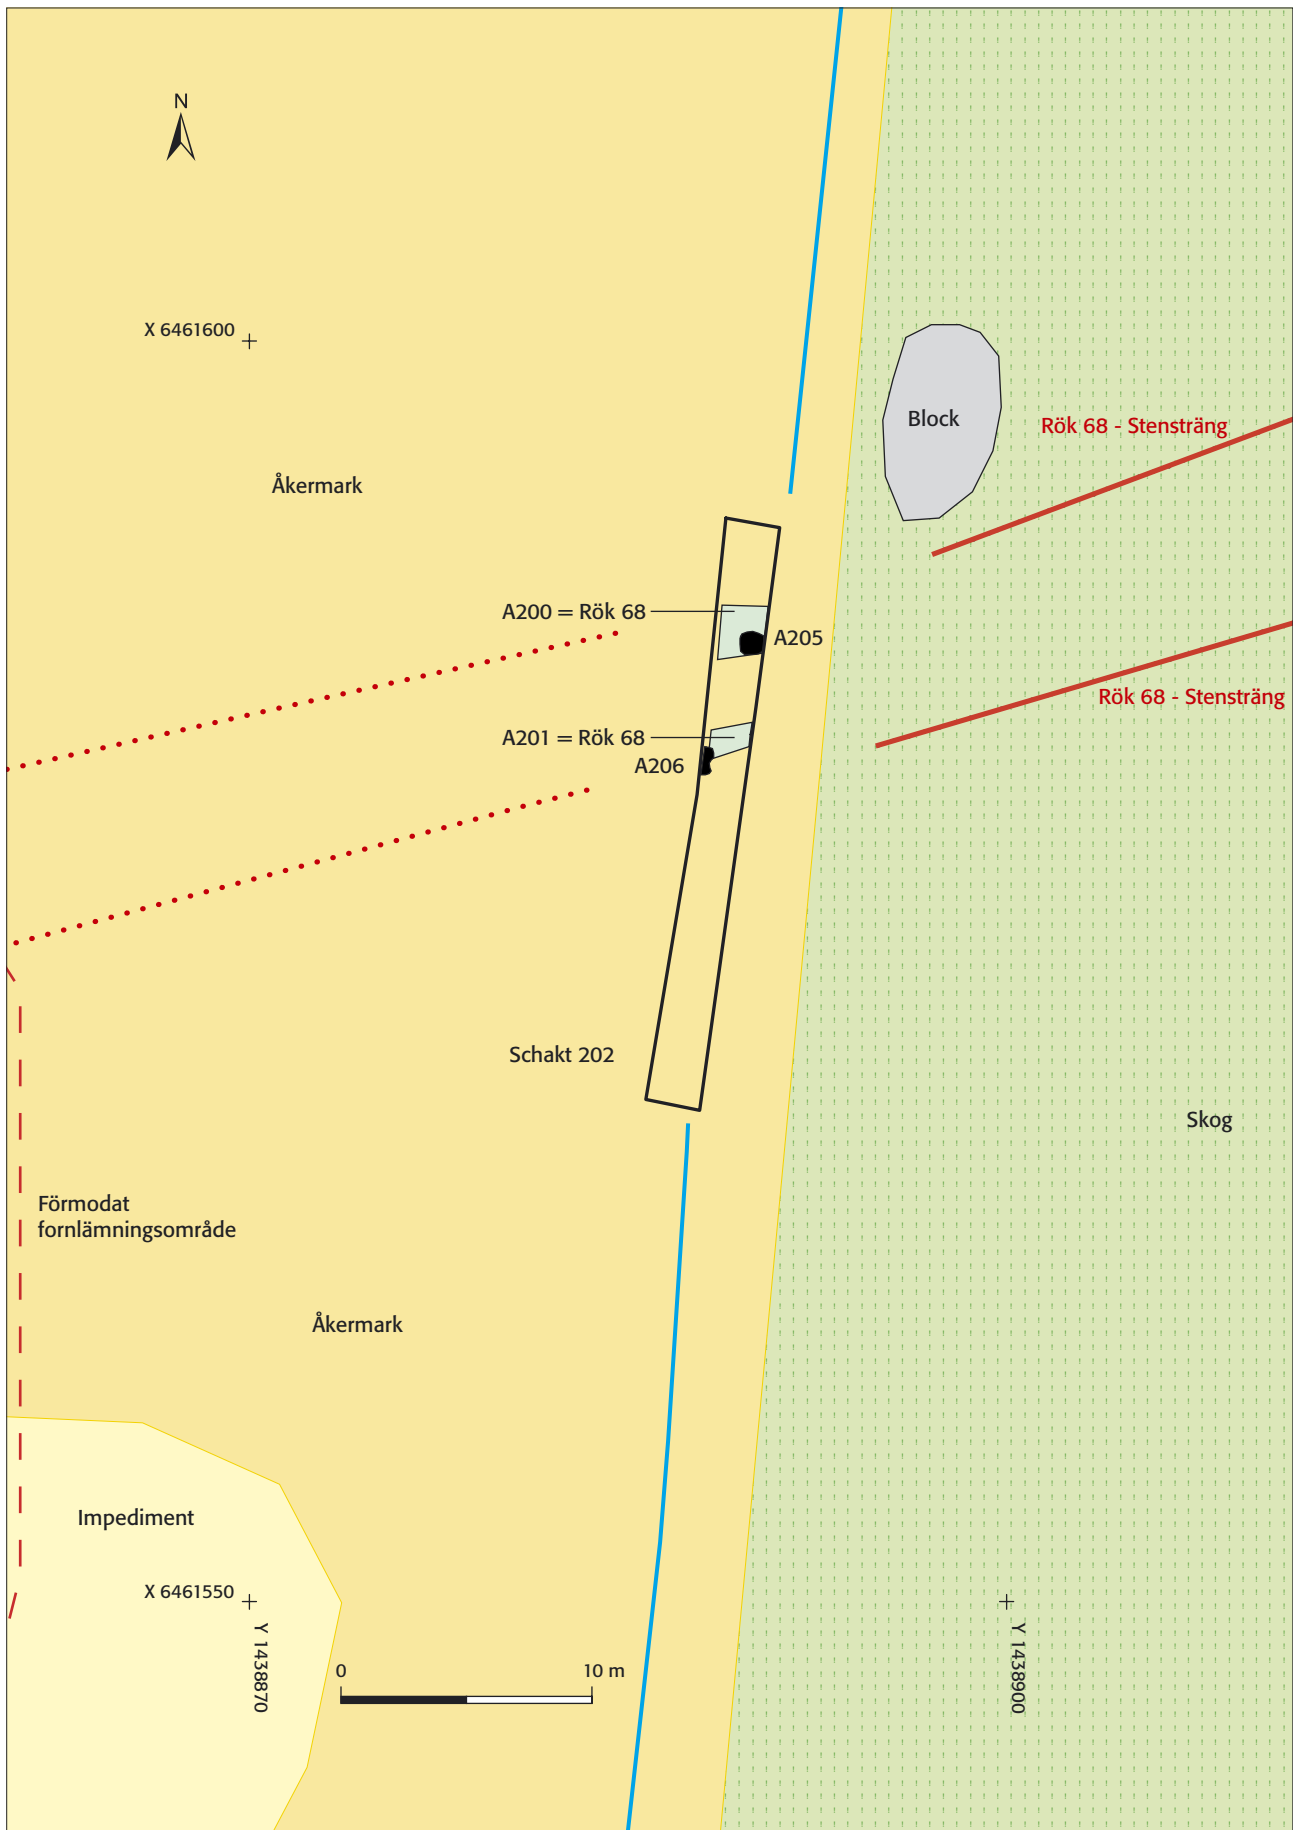 N
X 6461600
Block
Rök 68 - Stensträng
Åkermark
A200 = Rök 68
A205
Rök 68 - Stensträng
A201 = Rök 68
A206
Schakt 202
Skog
Förmodat
fornlämningsområde
Åkermark
Impediment
X 6461550
Y 1438870
Y 1438900
0
10 m